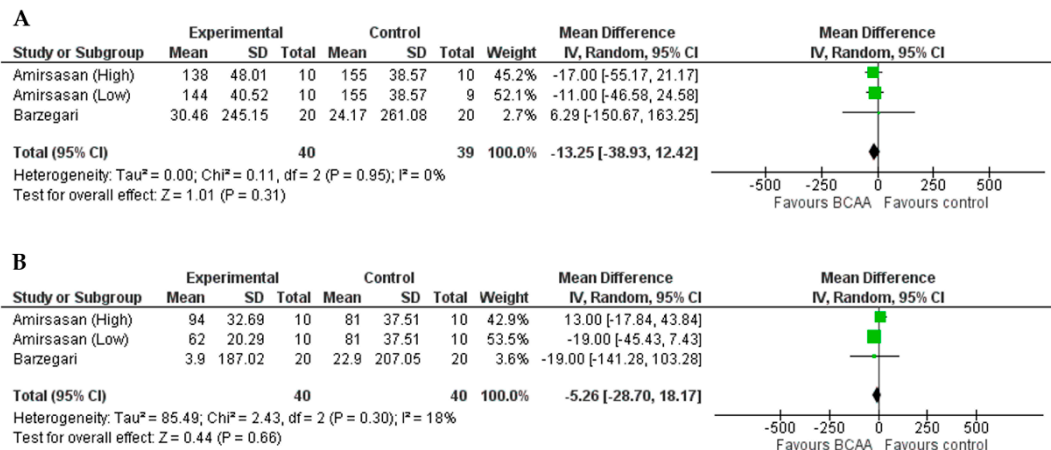 A
Experimental Control Mean Difference Mean Difference
Study or Subgroup Mean SD Total Mean SD Total Weight IV, Random, 95% CI IV, Random, 95% CI
Amirsasan (High) 138 48.01 10 155 38.57 10 45.2% -17.00 [-55.17, 21.17]
Amirsasan (Low) 144 40.52 10 155 38.57 9 52.1% -11.00 [-46.58, 24.58]
Barzegari 30.46 245.15 20 24.17 261.08 20 2.7% 6.29 [-150.67, 163.25]
Total (95% CI) 40 39 100.0% -13.25 [-38.93, 12.42]
Heterogeneity: Tau² = 0.00; Chi² = 0.11, df = 2 (P = 0.95); I² = 0%
Test for overall effect: Z = 1.01 (P = 0.31)
-500 -250 0 250 500
Favours BCAA Favours control
B
Experimental Control Mean Difference Mean Difference
Study or Subgroup Mean SD Total Mean SD Total Weight IV, Random, 95% CI IV, Random, 95% CI
Amirsasan (High) 94 32.69 10 81 37.51 10 42.9% 13.00 [-17.84, 43.84]
Amirsasan (Low) 62 20.29 10 81 37.51 10 53.5% -19.00 [-45.43, 7.43]
Barzegari 3.9 187.02 20 22.9 207.05 20 3.6% -19.00 [-141.28, 103.28]
Total (95% CI) 40 40 100.0% -5.26 [-28.70, 18.17]
Heterogeneity: Tau² = 85.49; Chi² = 2.43, df = 2 (P = 0.30); I² = 18%
Test for overall effect: Z = 0.44 (P = 0.66)
-500 -250 0 250 500
Favours BCAA Favours control